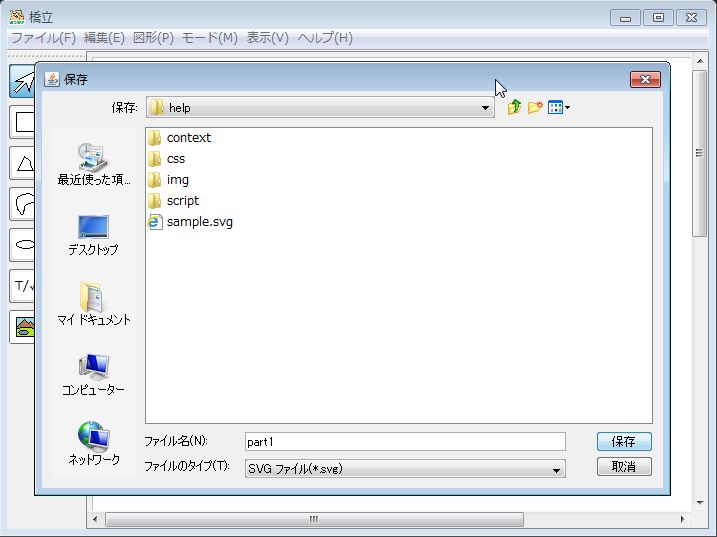 橋立
ファイル(F) 編集(E) 図形(P) モード(M) 表示(V) ヘルプ(H)
保存
保存: help
context
css
img
script
sample.svg
最近使った項...
デスクトップ
マイ ドキュメント
コンピューター
ネットワーク
ファイル名(N): part1 保存
ファイルのタイプ(T): SVG ファイル(*.svg) 取消